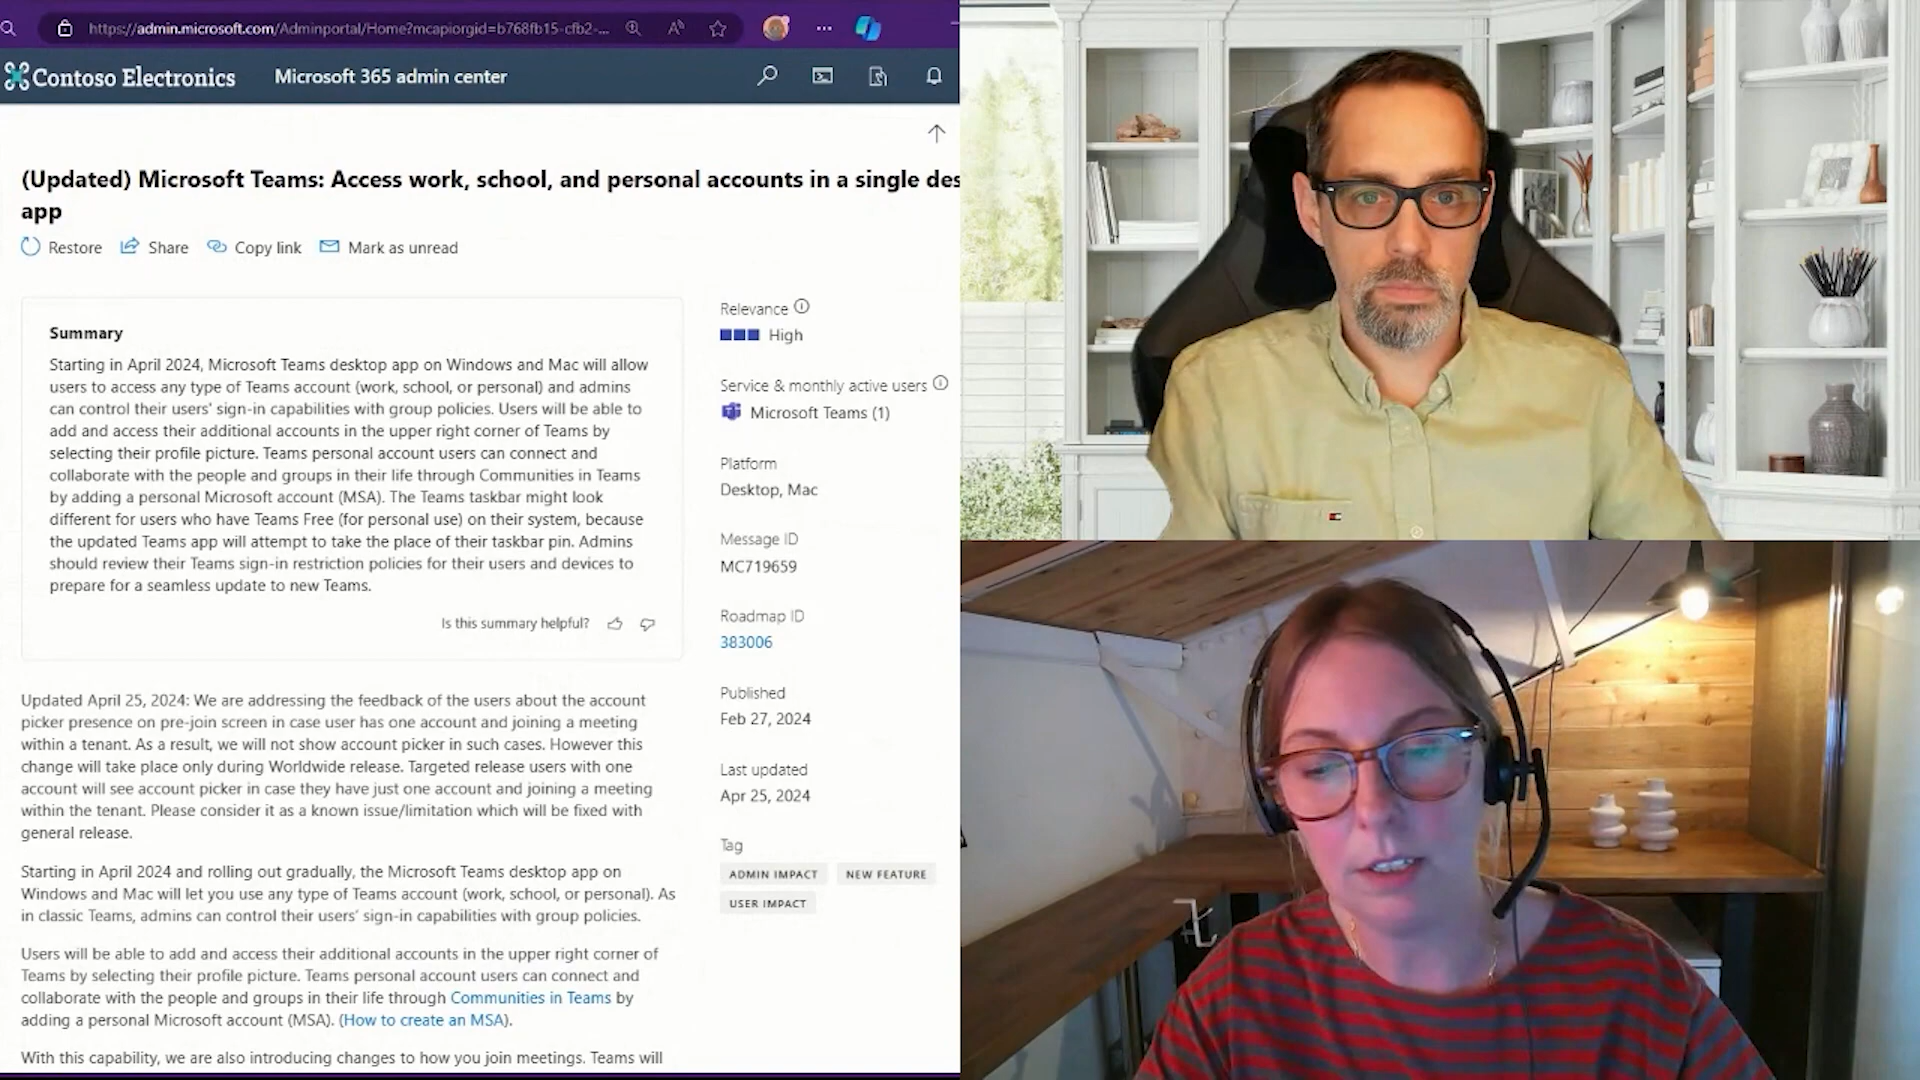 https://admin.microsoft.com/Adminportal/Home?mcapiorgid=b768fb15-cfb2-...
Contoso Electronics
Microsoft 365 admin center
(Updated) Microsoft Teams: Access work, school, and personal accounts in a single des
app
Restore
Share
Copy link
Mark as unread
Summary
Starting in April 2024, Microsoft Teams desktop app on Windows and Mac will allow
users to access any type of Teams account (work, school, or personal) and admins
can control their users' sign-in capabilities with group policies. Users will be able to
add and access their additional accounts in the upper right corner of Teams by
selecting their profile picture. Teams personal account users can connect and
collaborate with the people and groups in their life through Communities in Teams
by adding a personal Microsoft account (MSA). The Teams taskbar might look
different for users who have Teams Free (for personal use) on their system, because
the updated Teams app will attempt to take the place of their taskbar pin. Admins
should review their Teams sign-in restriction policies for their users and devices to
prepare for a seamless update to new Teams.
Is this summary helpful?
Updated April 25, 2024: We are addressing the feedback of the users about the account
picker presence on pre-join screen in case user has one account and joining a meeting
within a tenant. As a result, we will not show account picker in such cases. However this
change will take place only during Worldwide release. Targeted release users with one
account will see account picker in case they have just one account and joining a meeting
within the tenant. Please consider it as a known issue/limitation which will be fixed with
general release.
Starting in April 2024 and rolling out gradually, the Microsoft Teams desktop app on
Windows and Mac will let you use any type of Teams account (work, school, or personal). As
in classic Teams, admins can control their users' sign-in capabilities with group policies.
Users will be able to add and access their additional accounts in the upper right corner of
Teams by selecting their profile picture. Teams personal account users can connect and
collaborate with the people and groups in their life through Communities in Teams by
adding a personal Microsoft account (MSA). (How to create an MSA).
With this capability, we are also introducing changes to how you join meetings. Teams will
Relevance
High
Service & monthly active users
Microsoft Teams (1)
Platform
Desktop, Mac
Message ID
MC719659
Roadmap ID
383006
Published
Feb 27, 2024
Last updated
Apr 25, 2024
Tag
ADMIN IMPACT
NEW FEATURE
USER IMPACT